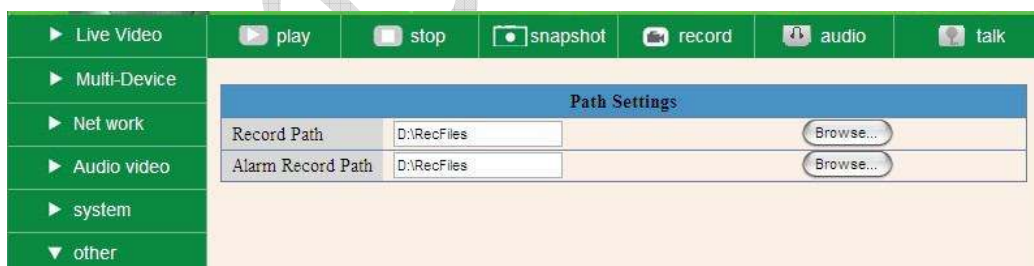 Live Video
play stop snapshot record audio talk
Multi-Device
Path Settings
Net work
Record Path D:\RecFiles Browse...
Audio video
Alarm Record Path D:\RecFiles Browse...
system
other